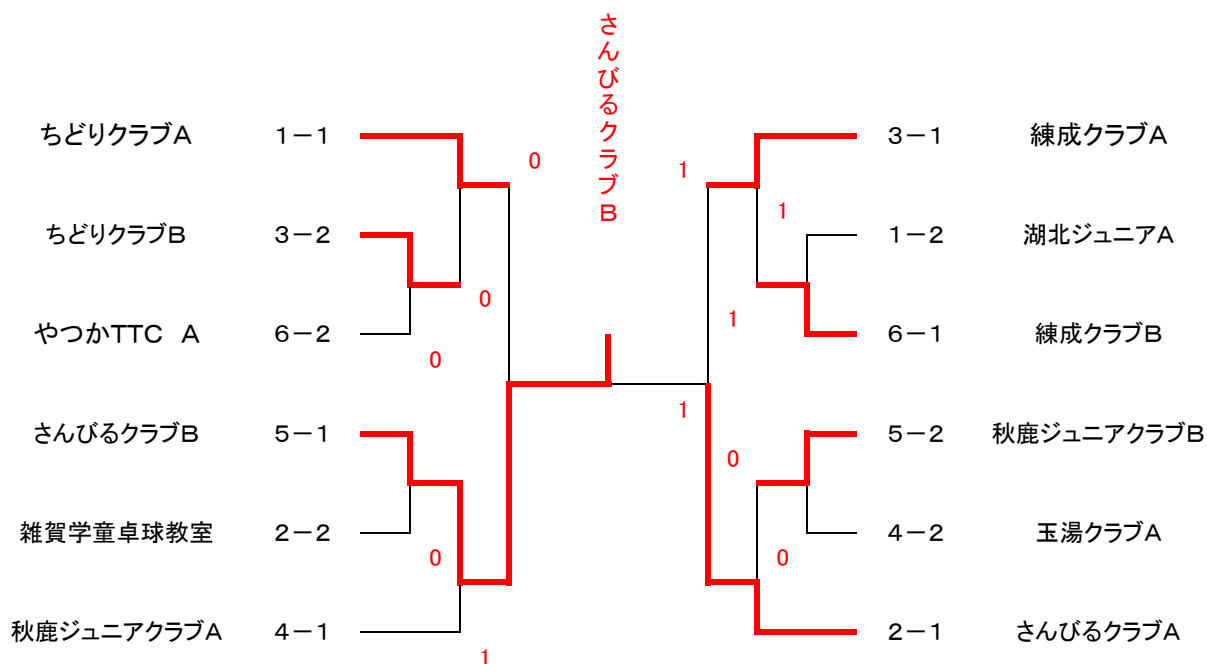 さんびるクラブB
ちどりクラブA 1-1
0
1
3-1 練成クラブA
ちどりクラブB 3-2
1
1-2 湖北ジュニアA
0
1
やつかTTC A 6-2
0
6-1 練成クラブB
さんびるクラブB 5-1
1
0
5-2 秋鹿ジュニアクラブB
雑賀学童卓球教室 2-2
0
0
4-2 玉湯クラブA
秋鹿ジュニアクラブA 4-1
1
2-1 さんびるクラブA